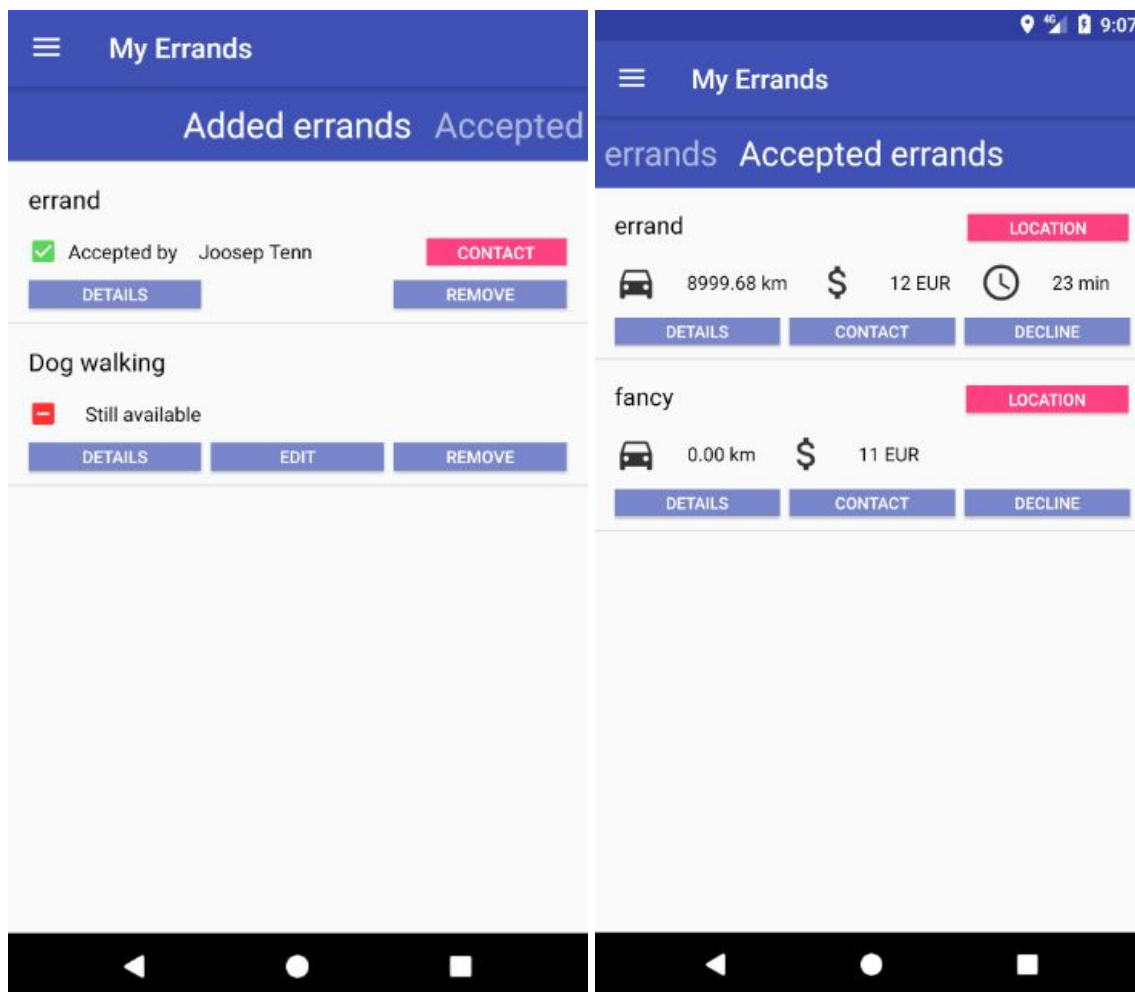 My Errands
Added errands Accepted
errand
Accepted by Joosep Tenn CONTACT
DETAILS REMOVE
Dog walking
Still available
DETAILS EDIT REMOVE
4G 9:07
My Errands
errands Accepted errands
errand LOCATION
8999.68 km $ 12 EUR 23 min
DETAILS CONTACT DECLINE
fancy LOCATION
0.00 km $ 11 EUR
DETAILS CONTACT DECLINE